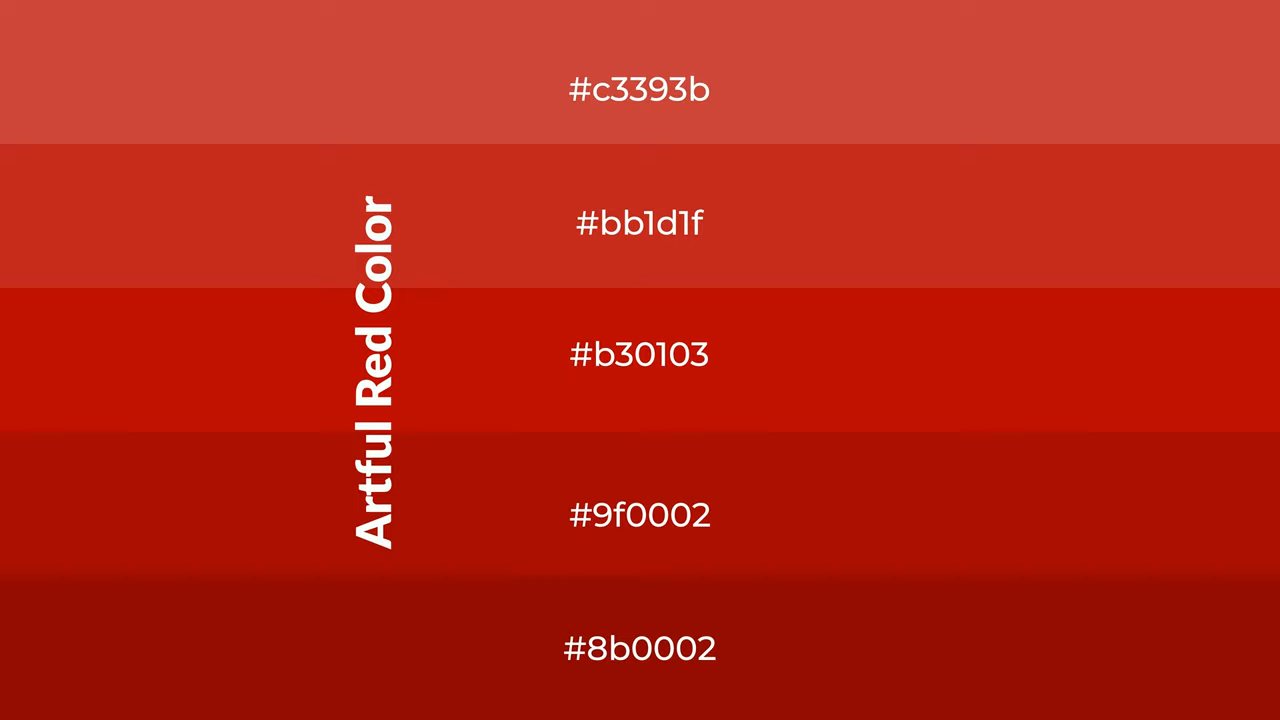 #c3393b
#bb1d1f
Artful Red Color
#b30103
#9f0002
#8b0002